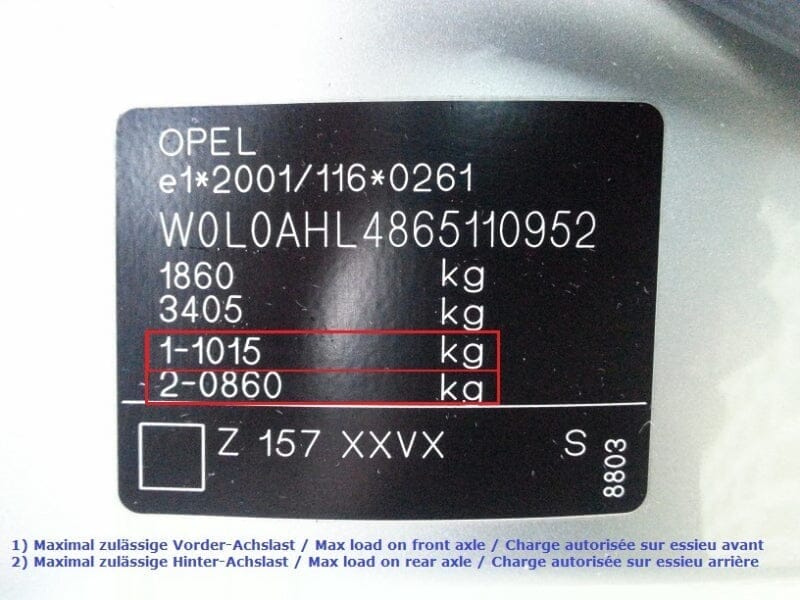 OPEL
e1*2001/116*0261
W0L0AHL4865110952
1860 kg
3405 kg
1-1015 kg
2-0860 kg
Z 157 XXVX S
8803
1) Maximal zulässige Vorder-Achslast / Max load on front axle / Charge autorisée sur essieu avant
2) Maximal zulässige Hinter-Achslast / Max load on rear axle / Charge autorisée sur essieu arrière